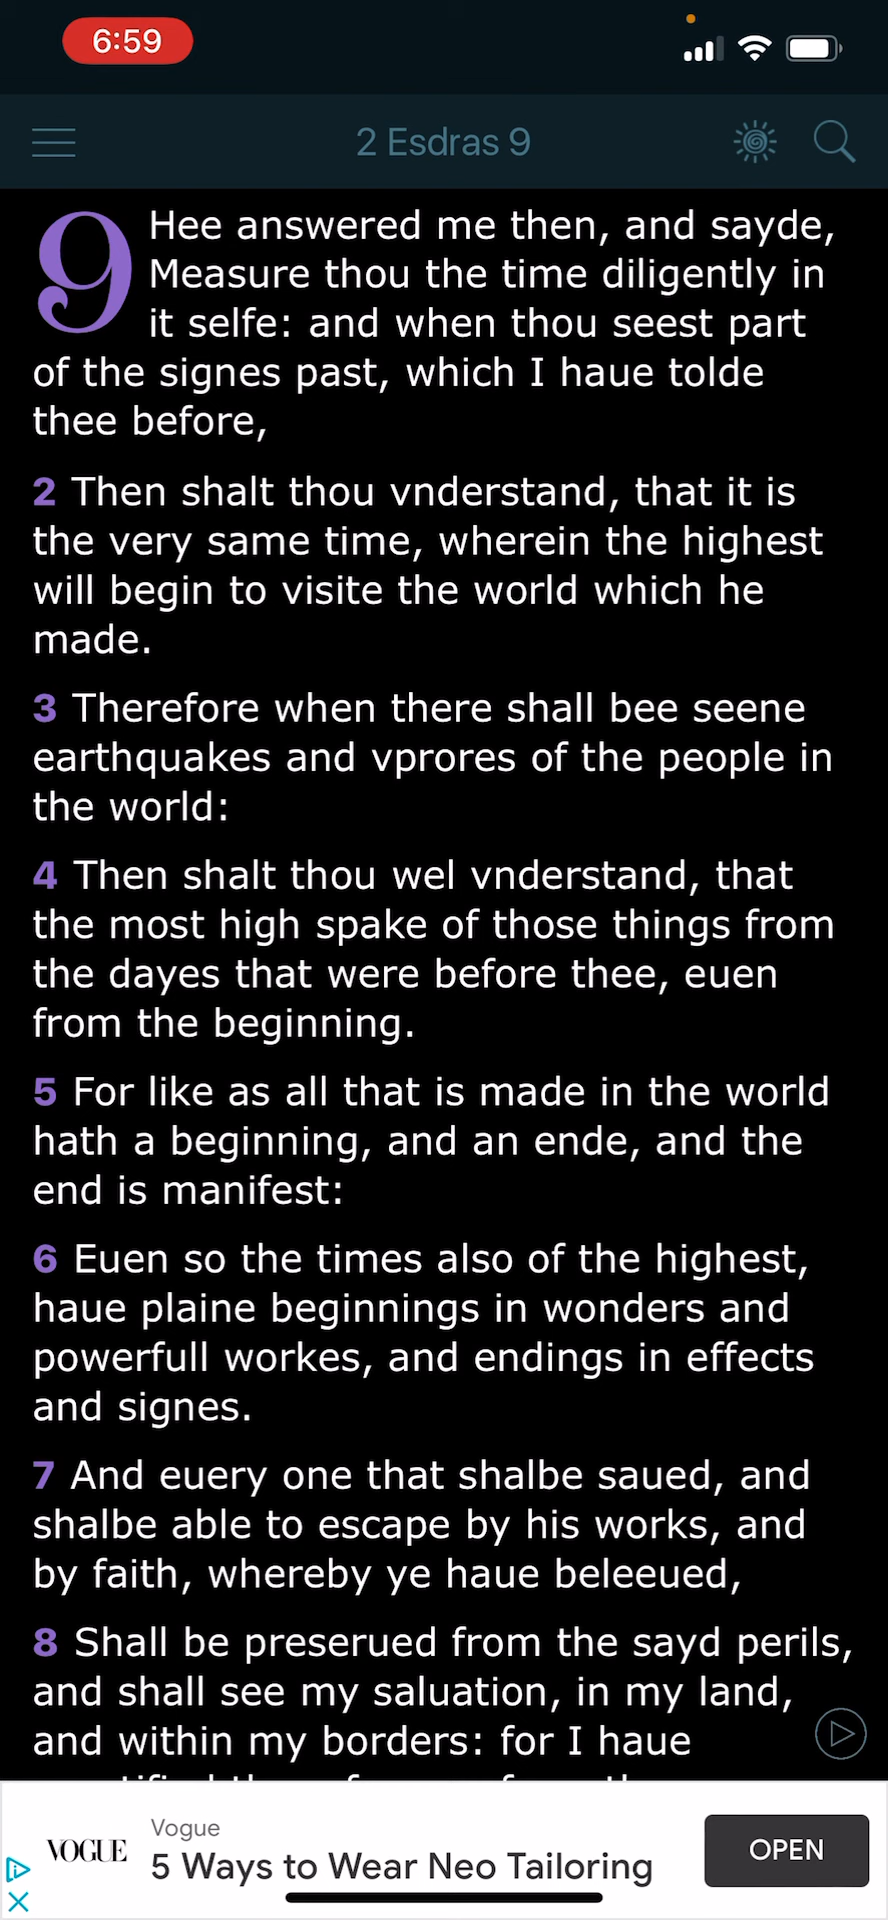 6:59
2 Esdras 9
9 Hee answered me then, and sayde,
Measure thou the time diligently in
it selfe: and when thou seest part
of the signes past, which I haue tolde
thee before,
2 Then shalt thou vnderstand, that it is
the very same time, wherein the highest
will begin to visite the world which he
made.
3 Therefore when there shall bee seene
earthquakes and vprores of the people in
the world:
4 Then shalt thou wel vnderstand, that
the most high spake of those things from
the dayes that were before thee, euen
from the beginning.
5 For like as all that is made in the world
hath a beginning, and an ende, and the
end is manifest:
6 Euen so the times also of the highest,
haue plaine beginnings in wonders and
powerfull workes, and endings in effects
and signes.
7 And euery one that shalbe saued, and
shalbe able to escape by his works, and
by faith, whereby ye haue beleeued,
8 Shall be preserued from the sayd perils,
and shall see my saluation, in my land,
and within my borders: for I haue
VOGUE
Vogue
5 Ways to Wear Neo Tailoring
OPEN